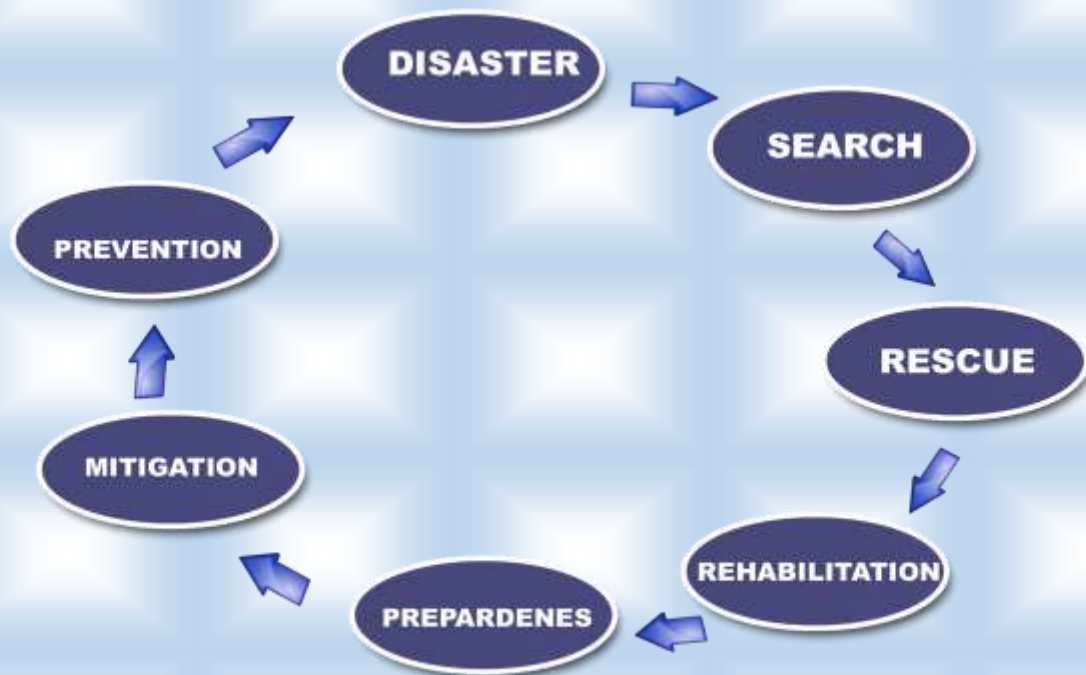 DISASTER
SEARCH
RESCUE
REHABILITATION
PREPARDENES
MITIGATION
PREVENTION